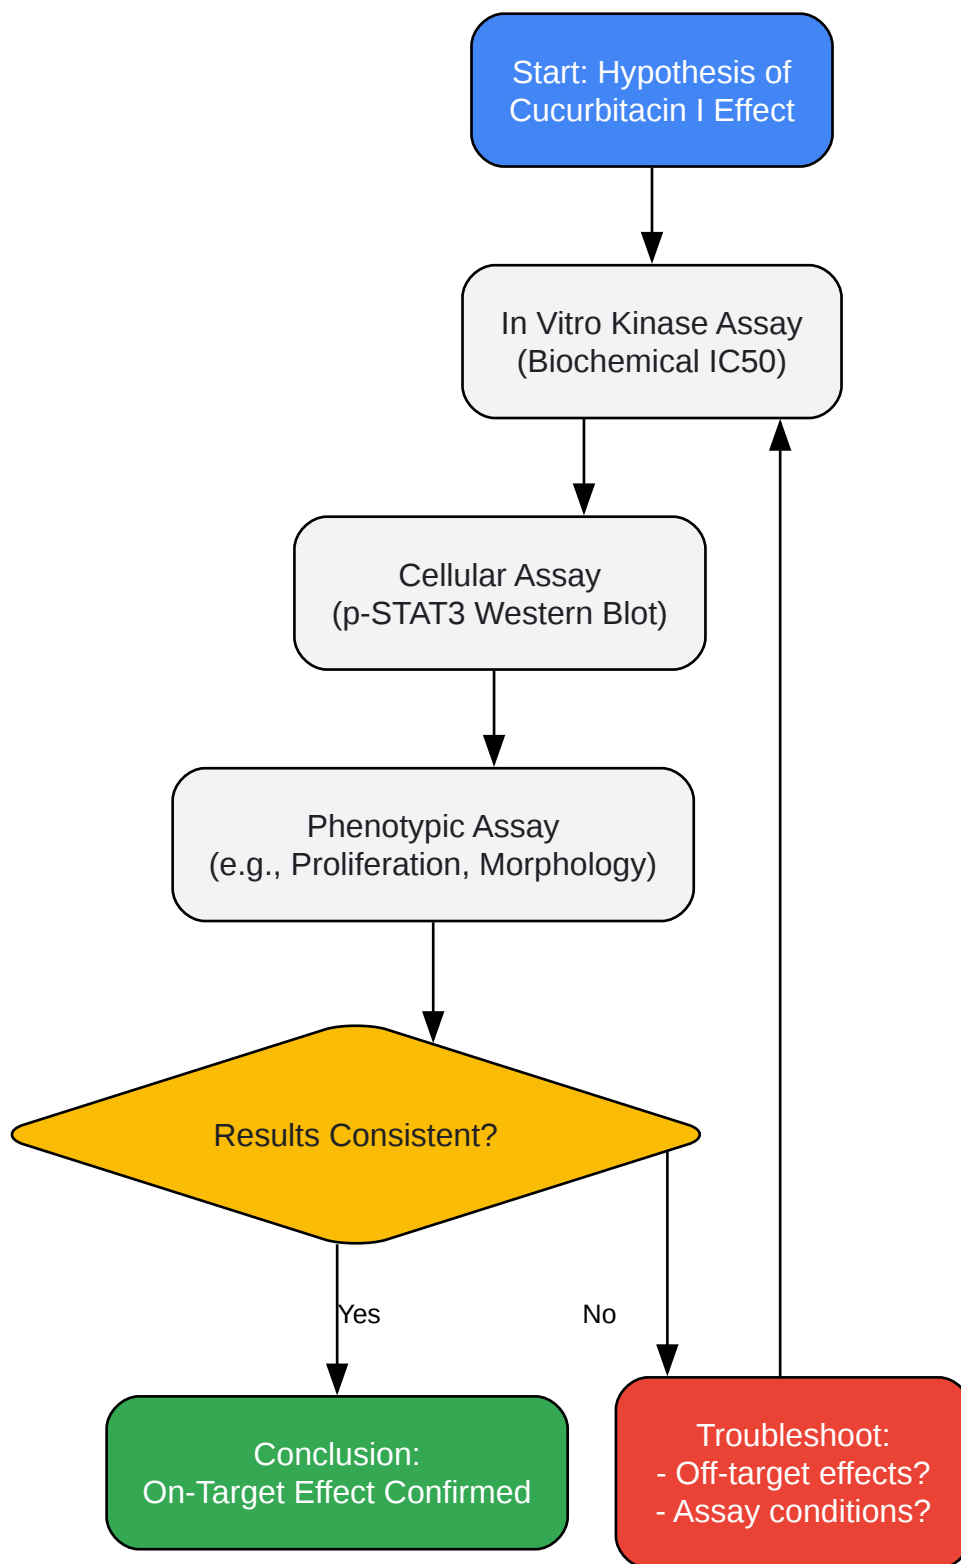 Start: Hypothesis of
Cucurbitacin I Effect
In Vitro Kinase Assay
(Biochemical IC50)
Cellular Assay
(p-STAT3 Western Blot)
Phenotypic Assay
(e.g., Proliferation, Morphology)
Results Consistent?
Yes
No
Conclusion:
On-Target Effect Confirmed
Troubleshoot:
- Off-target effects?
- Assay conditions?